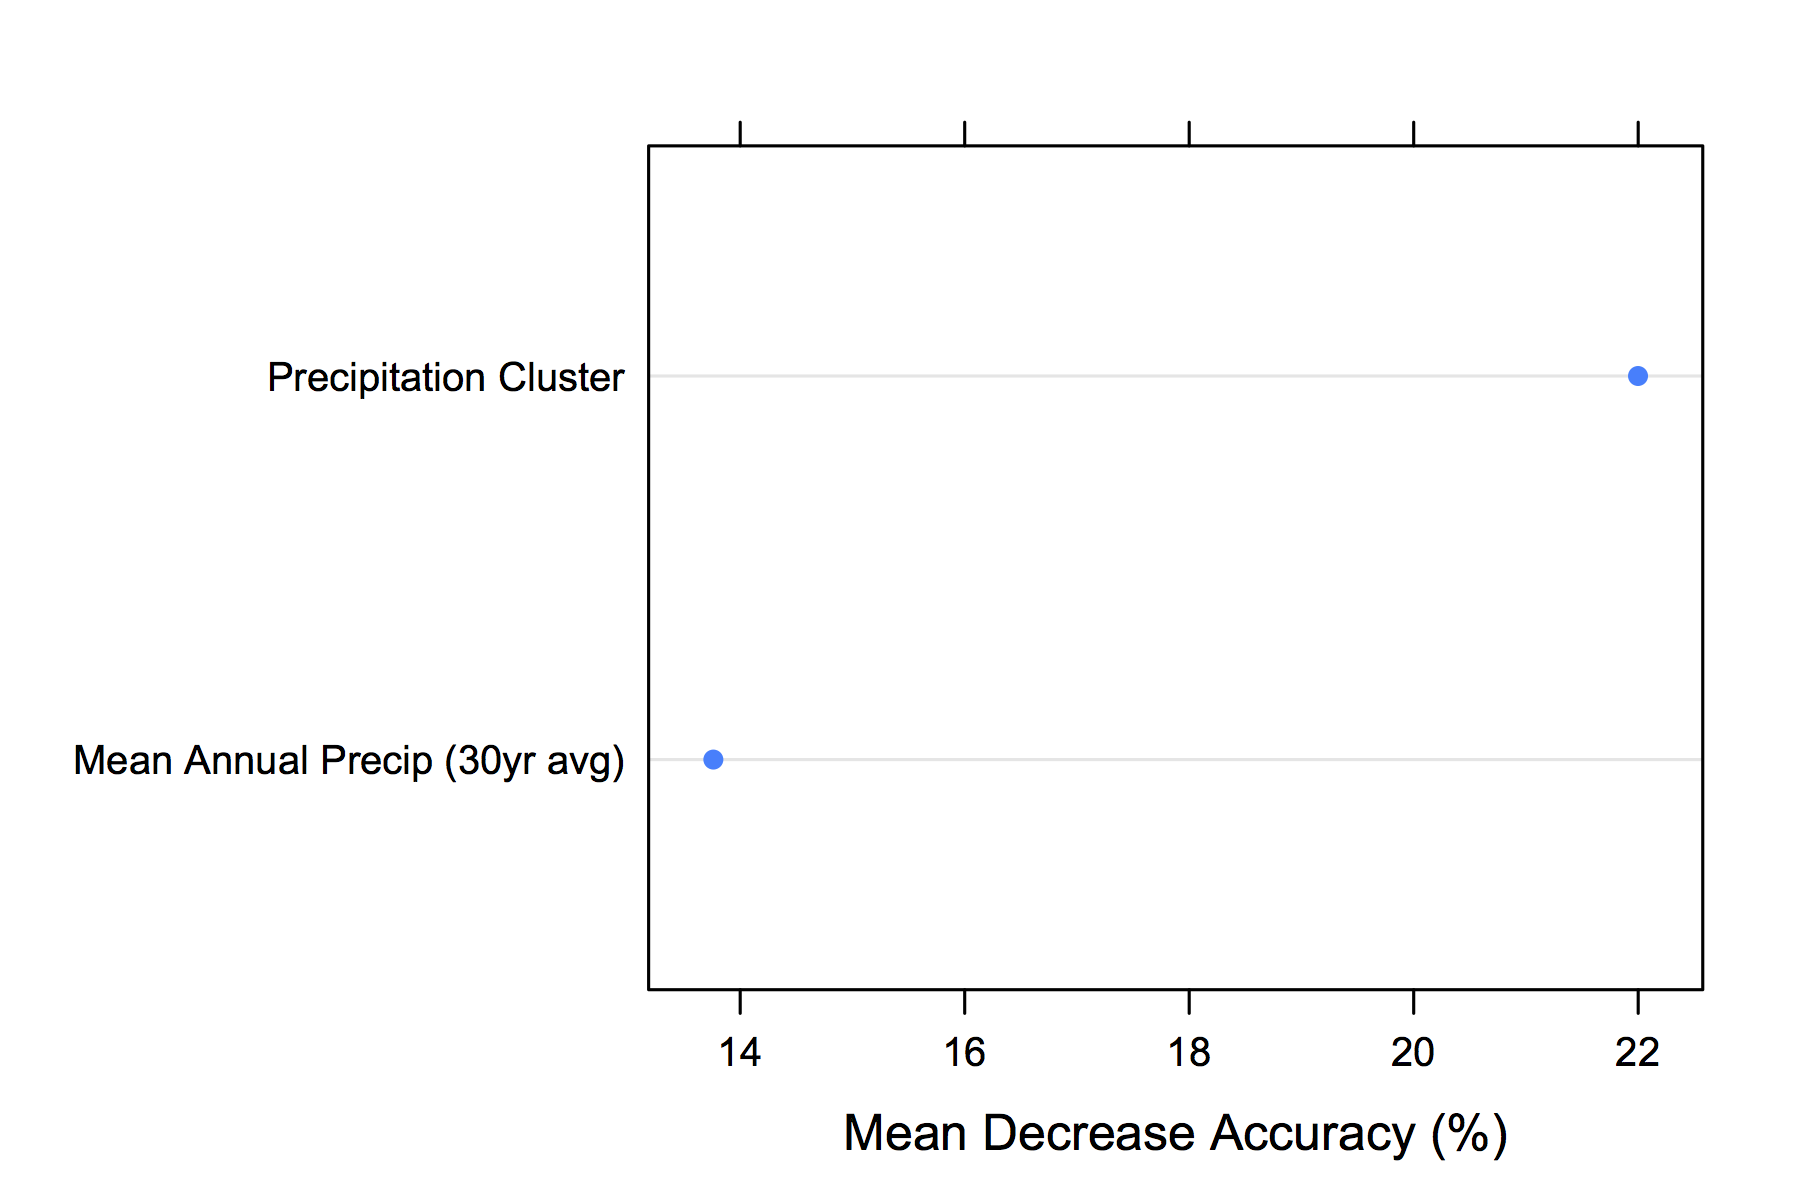 Precipitation Cluster
Mean Annual Precip (30yr avg)
14 16 18 20 22
Mean Decrease Accuracy (%)